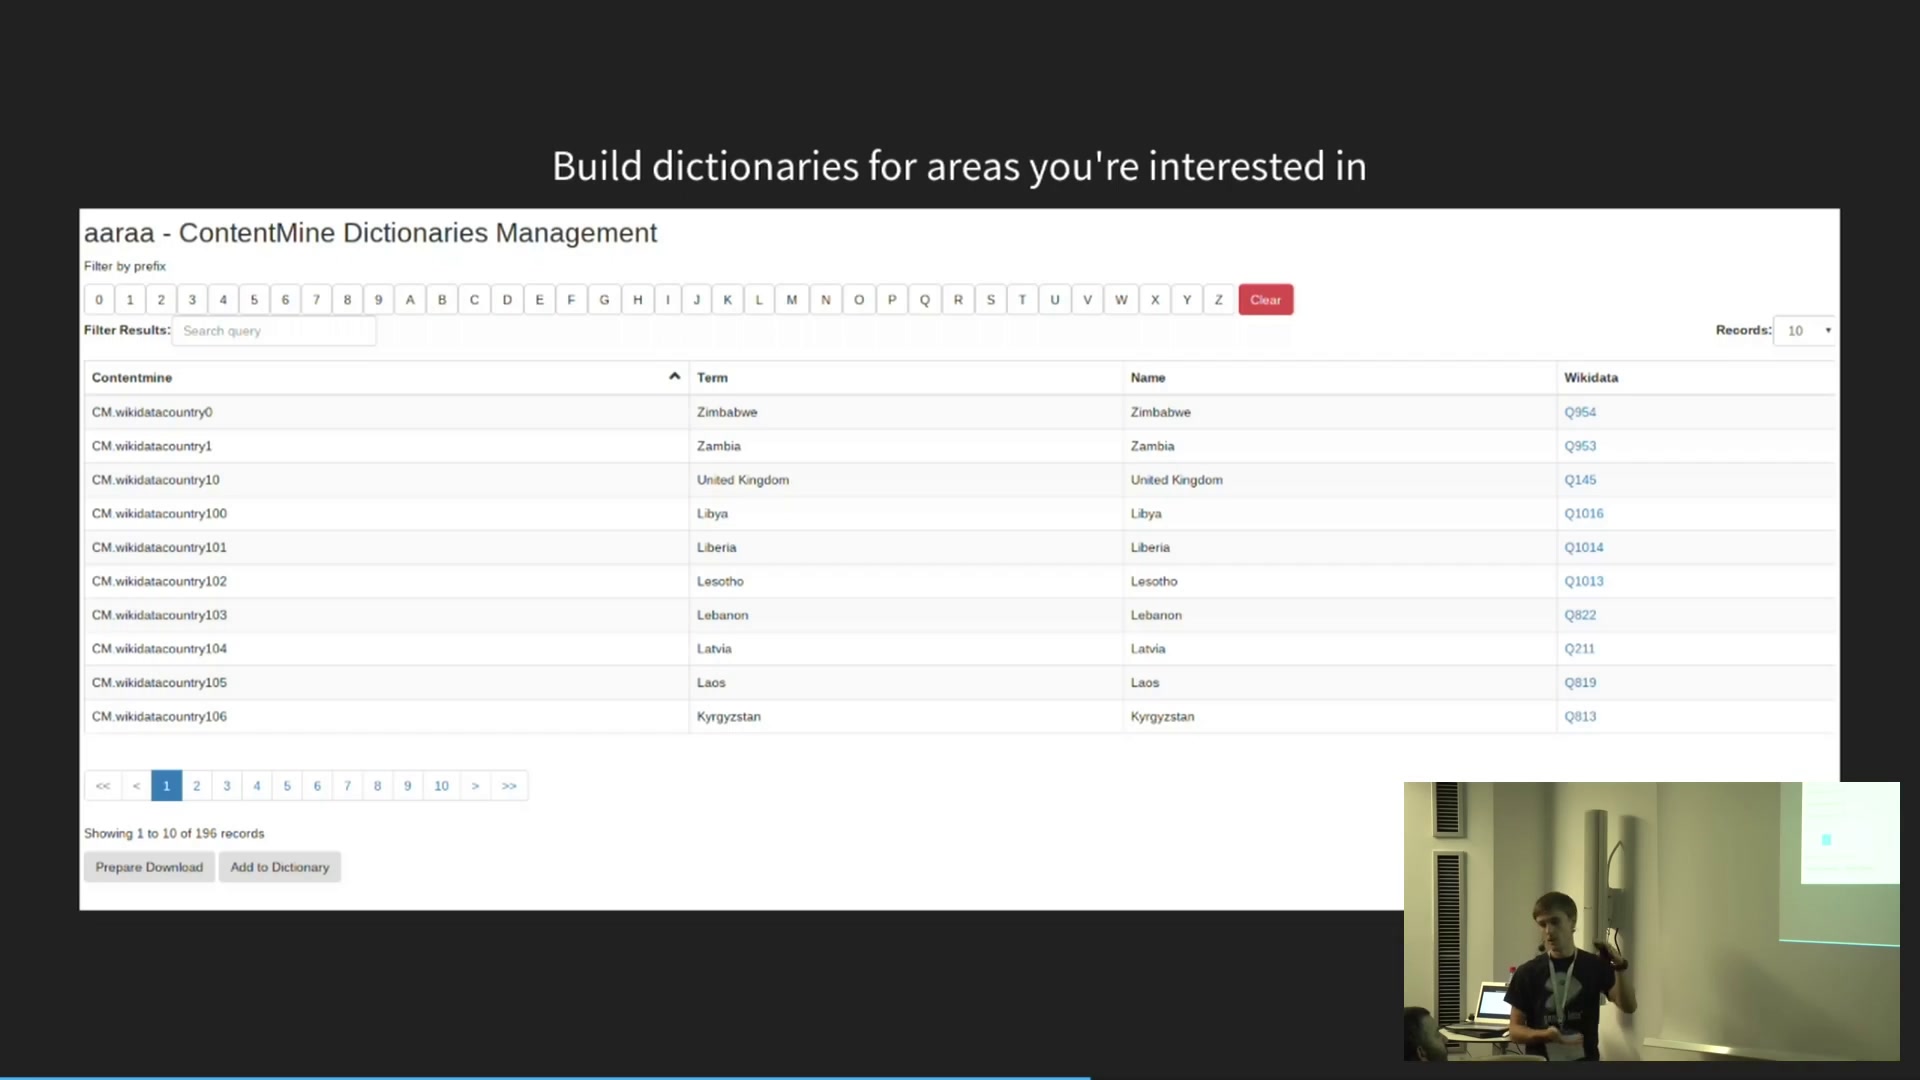 Build dictionaries for areas you're interested in
aaraa - ContentMine Dictionaries Management
Filter by prefix
0 1 2 3 4 5 6 7 8 9 A B C D E F G H I J K L M N O P Q R S T U V W X Y Z Clear
Filter Results: Search query Records: 10
Contentmine Term Name Wikidata
CM.wikidatacountry0 Zimbabwe Zimbabwe Q954
CM.wikidatacountry1 Zambia Zambia Q953
CM.wikidatacountry10 United Kingdom United Kingdom Q145
CM.wikidatacountry100 Libya Libya Q1016
CM.wikidatacountry101 Liberia Liberia Q1014
CM.wikidatacountry102 Lesotho Lesotho Q1013
CM.wikidatacountry103 Lebanon Lebanon Q822
CM.wikidatacountry104 Latvia Latvia Q211
CM.wikidatacountry105 Laos Laos Q819
CM.wikidatacountry106 Kyrgyzstan Kyrgyzstan Q813
<< < 1 2 3 4 5 6 7 8 9 10 > >>
Showing 1 to 10 of 196 records
Prepare Download Add to Dictionary